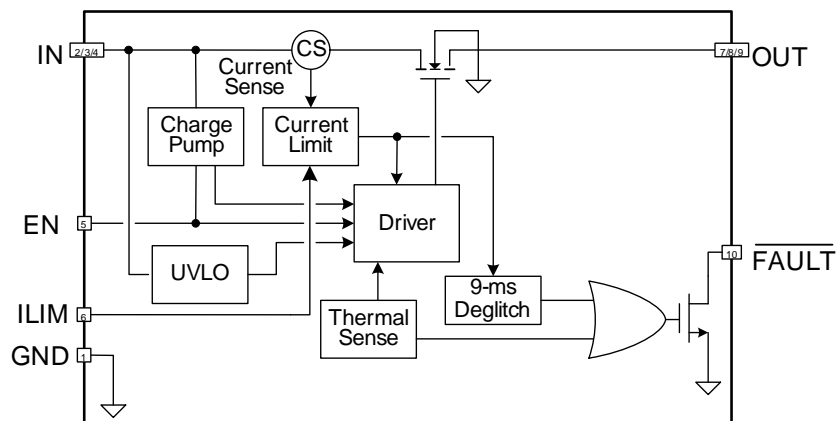 IN
2/3/4
CS
Current
Sense
7/8/9
OUT
Charge
Pump
Current
Limit
EN
5
Driver
UVLO
10
FAULT
9-ms
Deglitch
ILIM
6
Thermal
Sense
GND
1